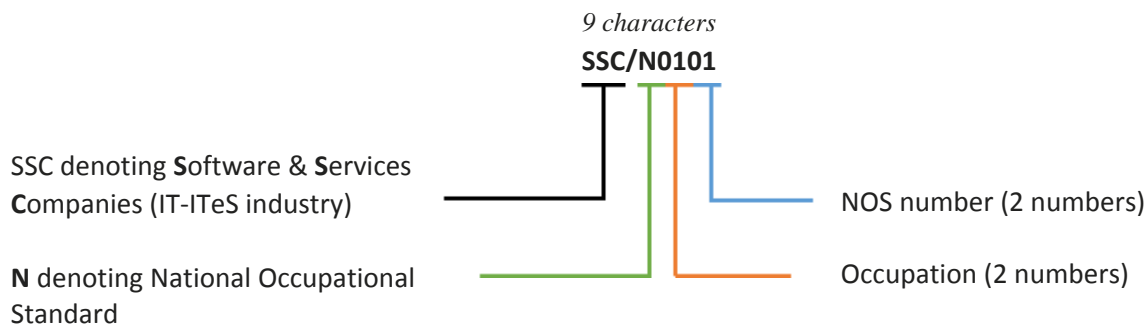 9 characters
SSC/N0101
SSC denoting Software & Services
Companies (IT-ITeS industry)
NOS number (2 numbers)
N denoting National Occupational
Standard
Occupation (2 numbers)